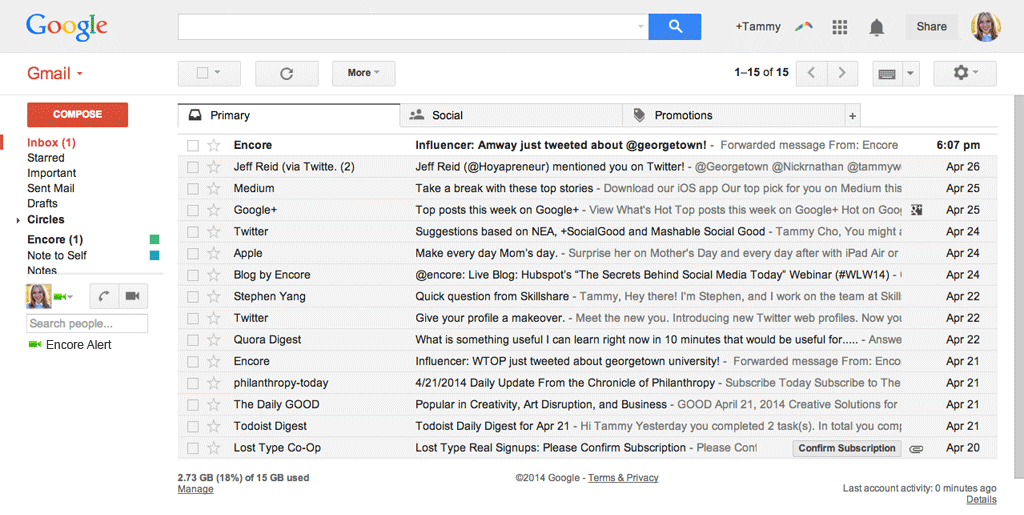 Google
+Tammy
Share
Gmail
More
1–15 of 15
COMPOSE
Inbox (1)
Starred
Important
Sent Mail
Drafts
Circles
Encore (1)
Note to Self
Notes
Search people...
Encore Alert
Primary
Social
Promotions
+
Encore Influencer: Amway just tweeted about @georgetown! - Forwarded message From: Encore 6:07 pm
Jeff Reid (via Twitte. (2) Jeff Reid (@Hoyapreneur) mentioned you on Twitter! - @Georgetown @Nickrnathan @tammyw Apr 26
Medium Take a break with these top stories - Download our iOS app Our top pick for you on Medium this Apr 25
Google+ Top posts this week on Google+ - View What's Hot Top posts this week on Google+ Hot on Goog Apr 25
Twitter Suggestions based on NEA, +SocialGood and Mashable Social Good - Tammy Cho, You might a Apr 24
Apple Make every day Mom's day. - Surprise her on Mother's Day and every day after with iPad Air or Apr 24
Blog by Encore @encore: Live Blog: Hubspot's "The Secrets Behind Social Media Today" Webinar (#WLW14) - Apr 24
Stephen Yang Quick question from Skillshare - Tammy, Hey there! I'm Stephen, and I work on the team at Skill Apr 22
Twitter Give your profile a makeover. - Meet the new you. Introducing new Twitter web profiles. Now you Apr 22
Quora Digest What is something useful I can learn right now in 10 minutes that would be useful for..... - Answe Apr 22
Encore Influencer: WTOP just tweeted about georgetown university! - Forwarded message From: Enco Apr 21
philanthropy-today 4/21/2014 Daily Update From the Chronicle of Philanthropy - Subscribe Today Subscribe to The Apr 21
The Daily GOOD Popular in Creativity, Art Disruption, and Business - GOOD April 21, 2014 Creative Solutions for Apr 21
Todoist Digest Todoist Daily Digest for Apr 21 - Hi Tammy Yesterday you completed 2 task(s). In total you comp Apr 21
Lost Type Co-Op Lost Type Real Signups: Please Confirm Subscription - Please Conf Confirm Subscription Apr 20
2.73 GB (18%) of 15 GB used
Manage
©2014 Google - Terms & Privacy
Last account activity: 0 minutes ago
Details